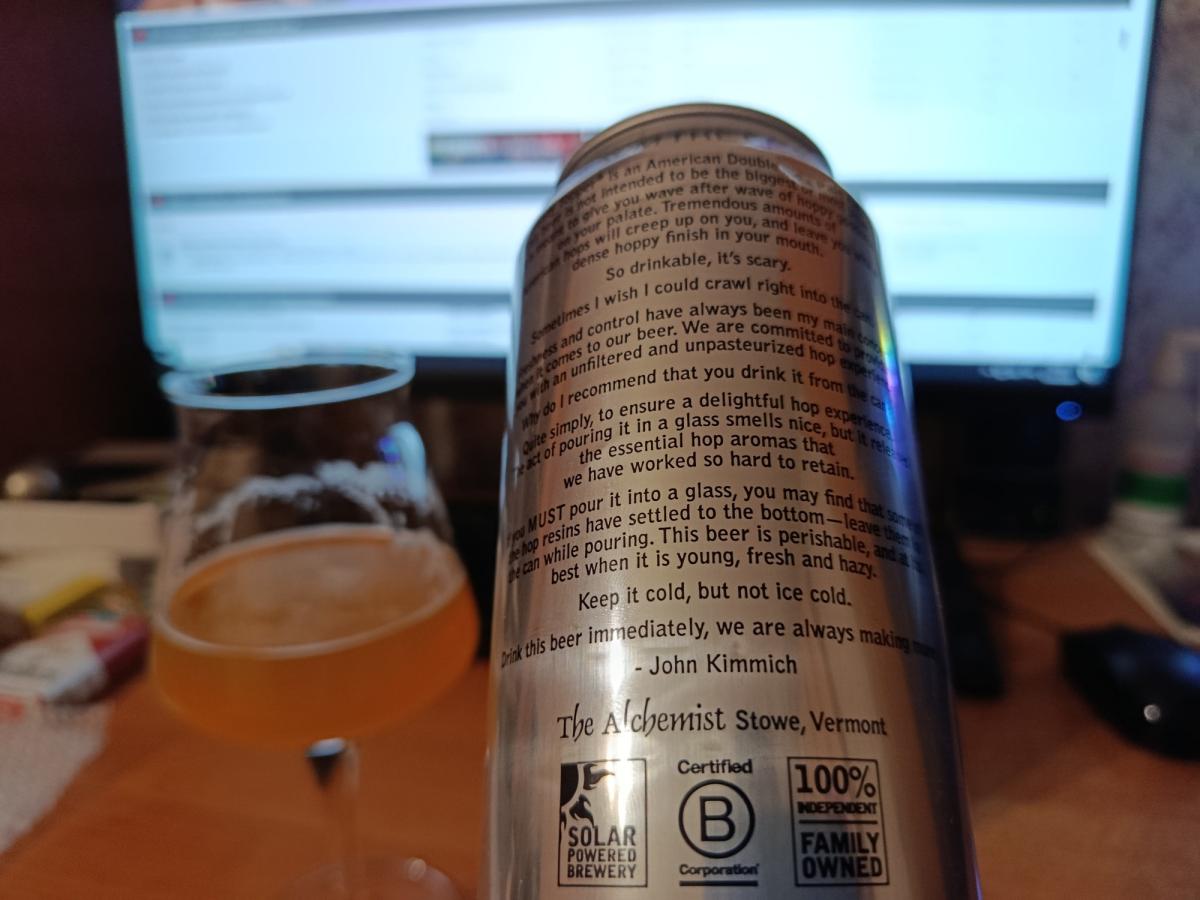 is an American Double
is not intended to be the biggest or
to give you wave after wave of hoppy
on your palate. Tremendous amounts of
hops will creep up on you, and leave
dense hoppy finish in your mouth.
So drinkable, it's scary.
Sometimes I wish I could crawl right into the
and control have always been my main
when it comes to our beer. We are committed to
you with an unfiltered and unpasteurized hop
Why do I recommend that you drink it from the can
Quite simply, to ensure a delightful hop experience.
act of pouring it in a glass smells nice, but it
the essential hop aromas that
we have worked so hard to retain.
you MUST pour it into a glass, you may find that some
the hop resins have settled to the bottom—leave them
the can while pouring. This beer is perishable, and
best when it is young, fresh and hazy.
Keep it cold, but not ice cold.
Drink this beer immediately, we are always making
- John Kimmich
The Alchemist Stowe, Vermont
SOLAR
POWERED
BREWERY
Certified
B
Corporation
100%
INDEPENDENT
FAMILY
OWNED